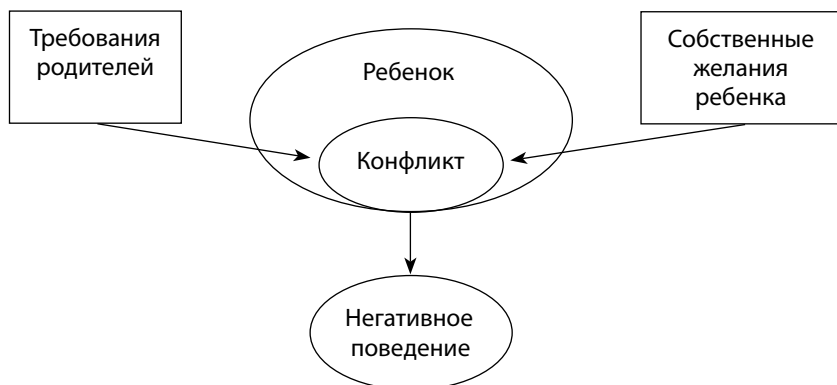 Требования
родителей
Ребенок
Собственные
желания
ребенка
Конфликт
Негативное
поведение